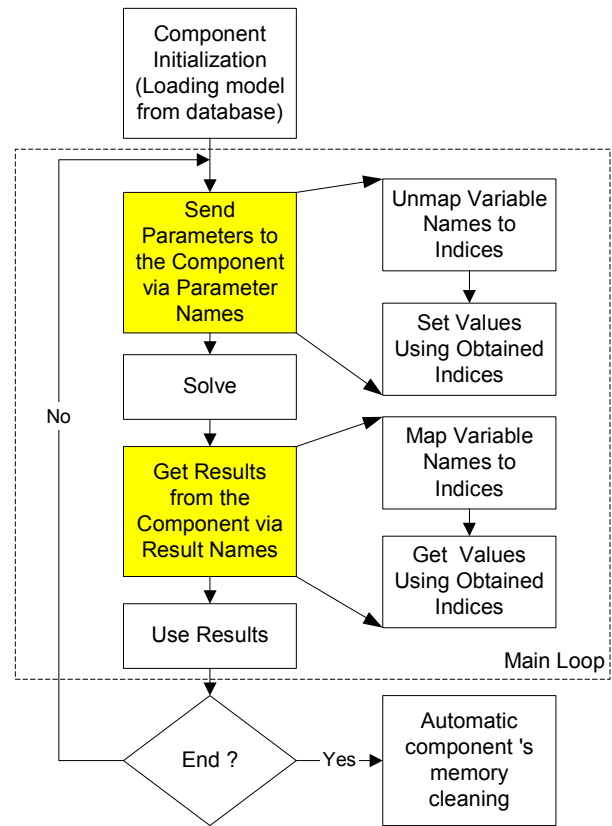 Component
Initialization
(Loading model
from database)
Send
Parameters to
the Component
via Parameter
Names
Unmap Variable
Names to
Indices
Set Values
Using Obtained
Indices
Solve
No
Get Results
from the
Component via
Result Names
Map Variable
Names to
Indices
Get Values
Using Obtained
Indices
Use Results
Main Loop
End ?
Yes
Automatic
component 's
memory
cleaning